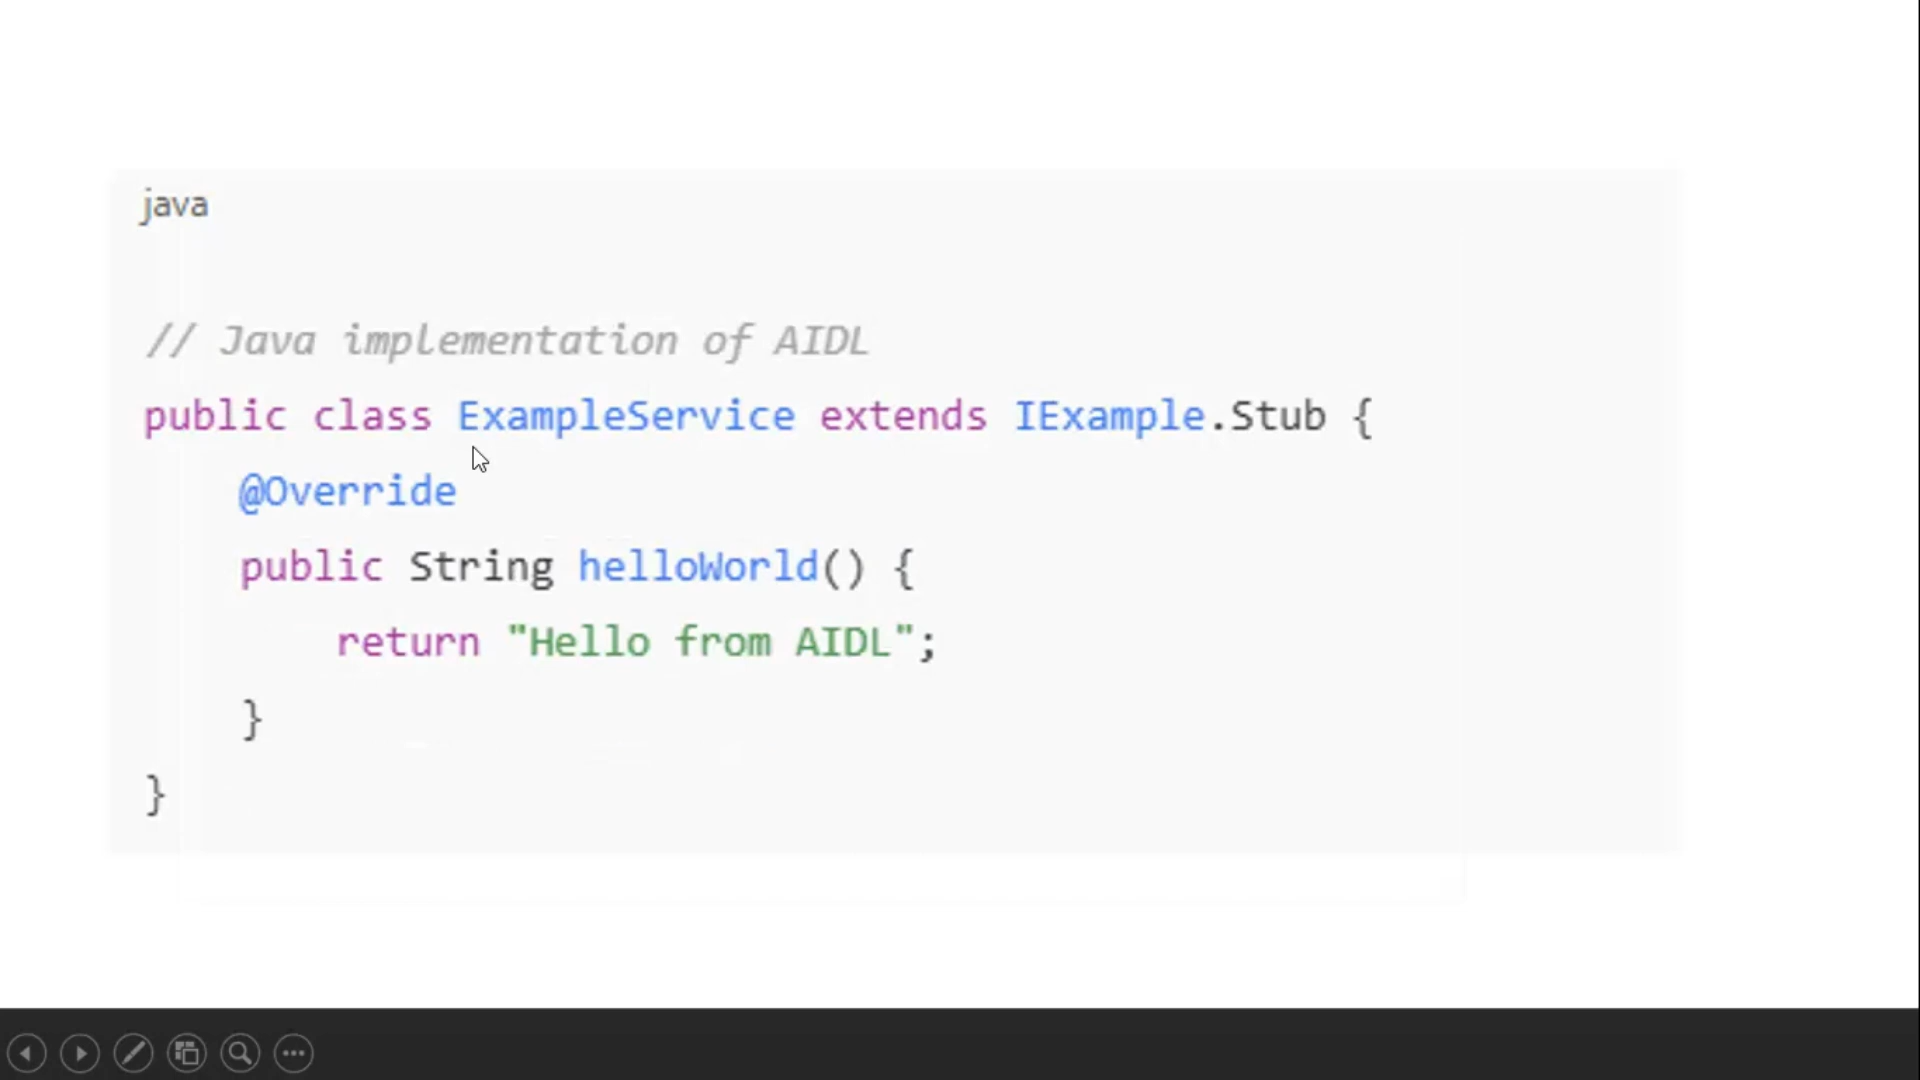 java
// Java implementation of AIDL
public class ExampleService extends IExample.Stub {
@Override
public String helloWorld() {
return "Hello from AIDL";
}
}